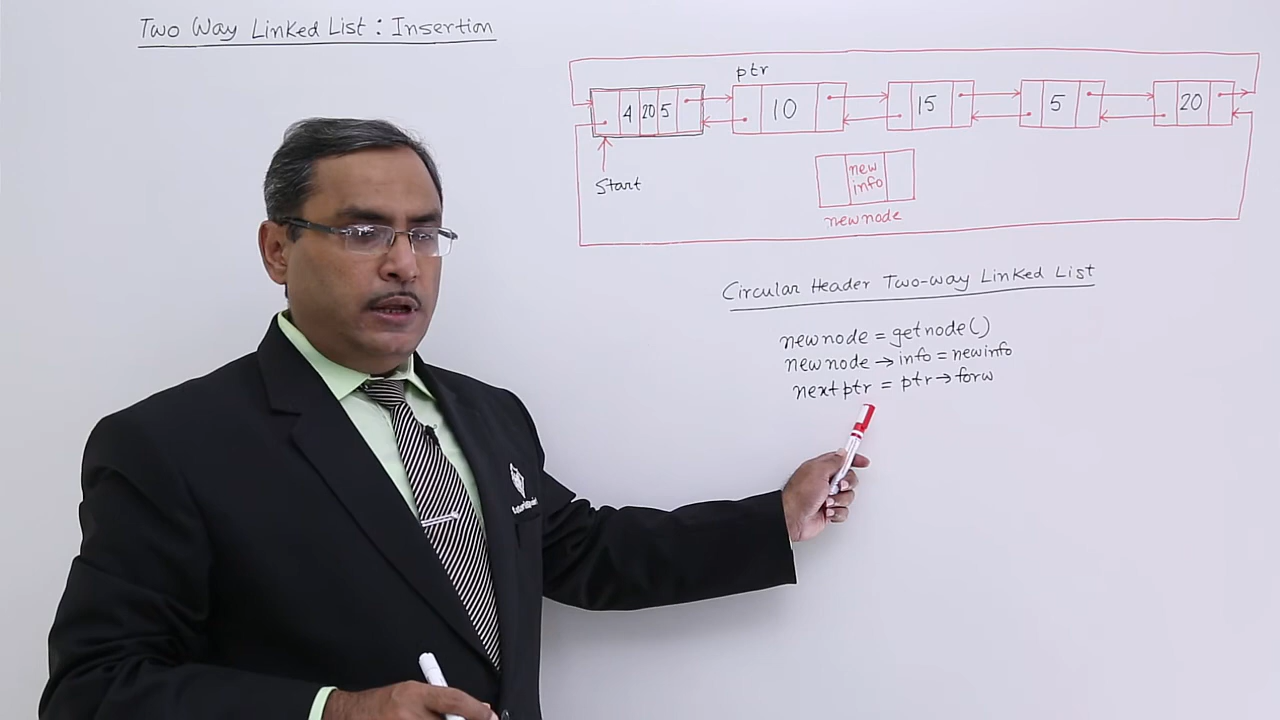 Two Way Linked List : Insertion
ptr
4 20 5 10 15 5 20
Start
new
info
newnode
Circular Header Two-way Linked List
newnode = getnode()
newnode → info = newinfo
nextptr = ptr → forw